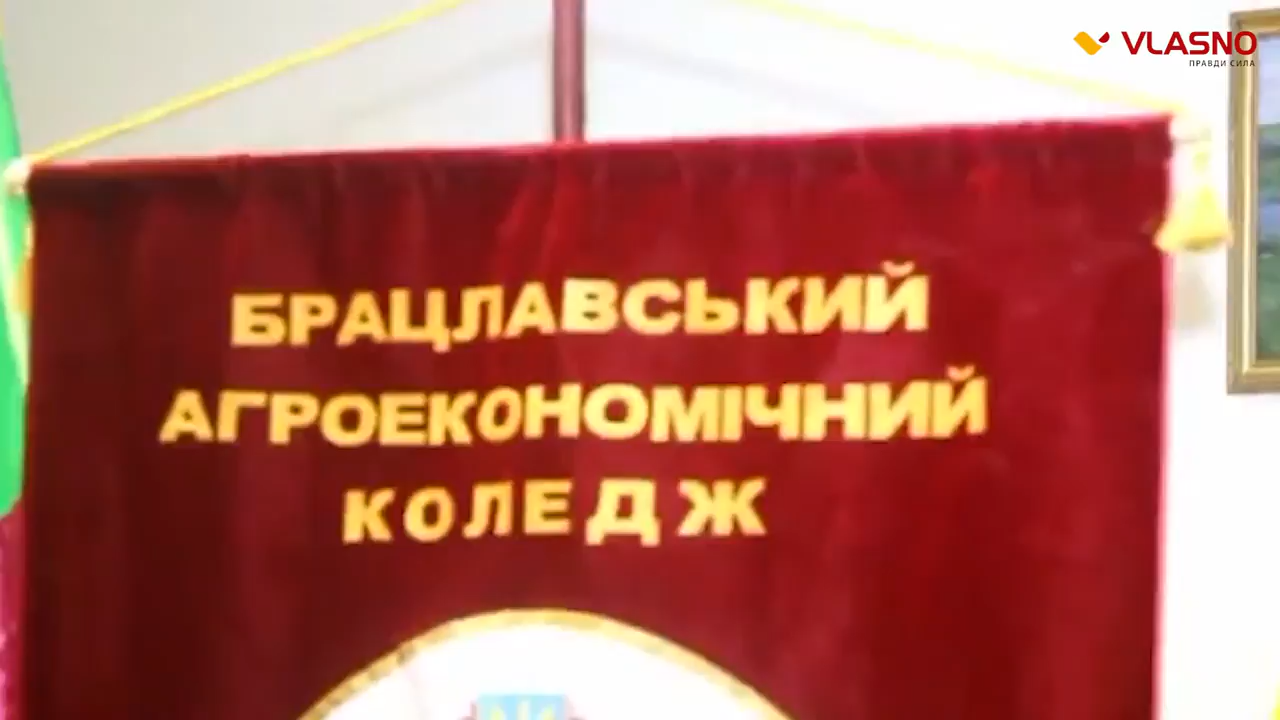 VLASNO
ПРАВДИ СИЛА
БРАЦЛАВСЬКИЙ
АГРОЕКОНОМІЧНИЙ
КОЛЕДЖ